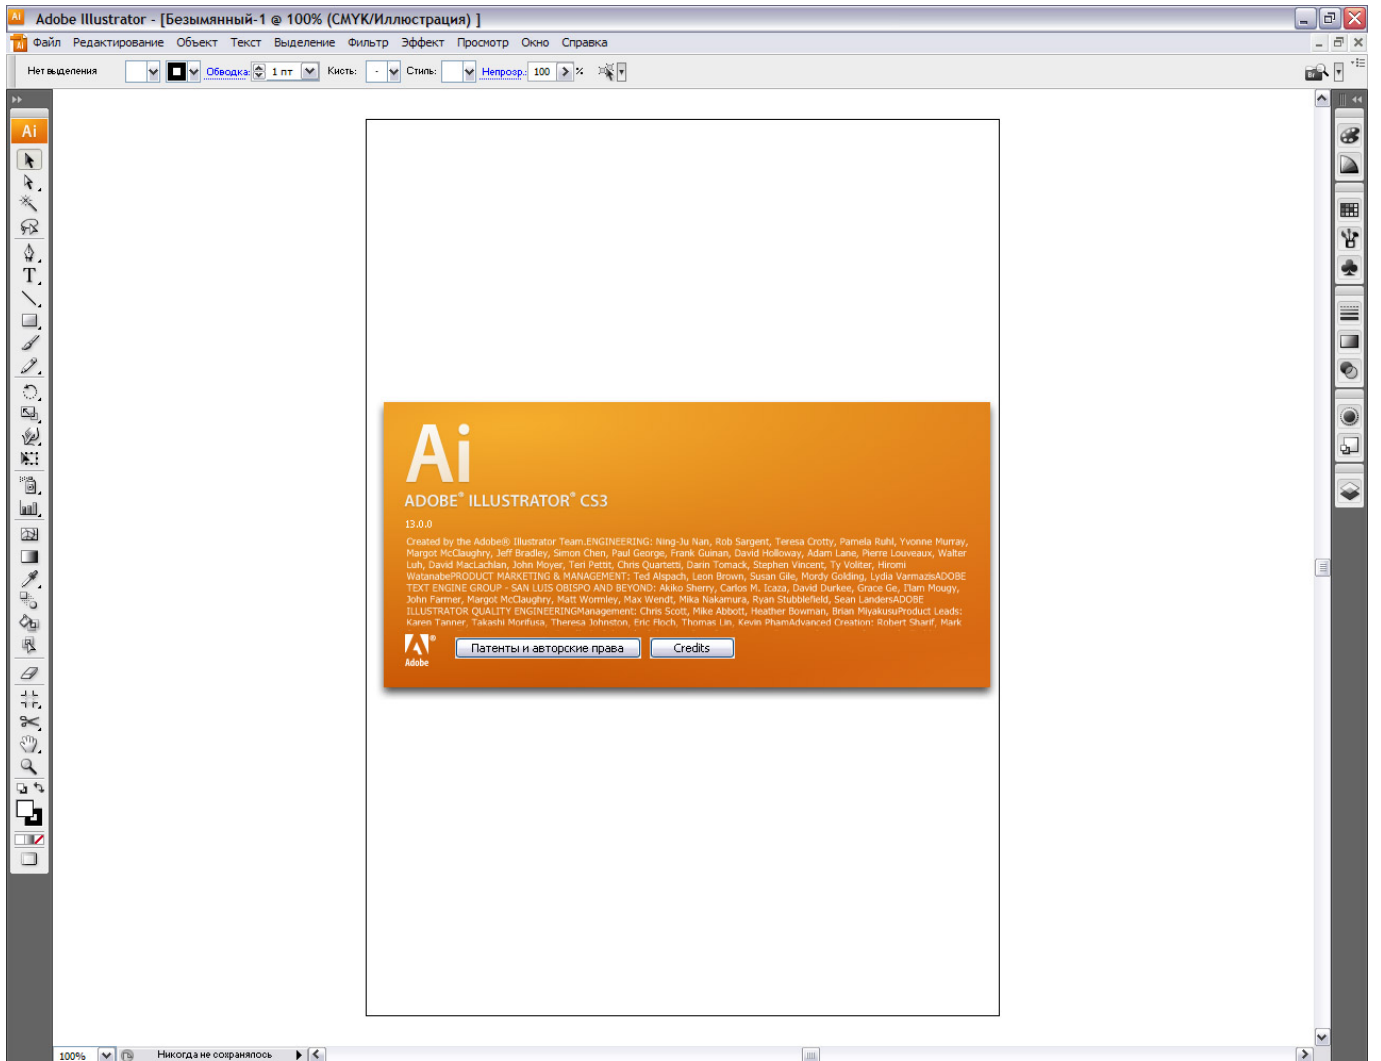 Adobe Illustrator - [Безымянный-1 @ 100% (CMYK/Иллюстрация) ]
Файл Редактирование Объект Текст Выделение Фильтр Эффект Просмотр Окно Справка
Нет выделения Обводка: 1 пт Кисть: - Стиль: Непрозр.: 100 %
Ai
Ai
ADOBE® ILLUSTRATOR® CS3
13.0.0
Created by the Adobe® Illustrator Team.ENGINEERING: Ning-Ju Nan, Rob Sargent, Teresa Crotty, Pamela Ruhl, Yvonne Murray,
Margot McClaughry, Jeff Bradley, Simon Chen, Paul George, Frank Guinan, David Holloway, Adam Lane, Pierre Louveaux, Walter
Luh, David MacLachlan, John Moyer, Teri Pettit, Chris Quartetti, Darin Tomack, Stephen Vincent, Ty Voliter, Hiromi
WatanabePRODUCT MARKETING & MANAGEMENT: Ted Alspach, Leon Brown, Susan Gile, Mordy Golding, Lydia VarmazisADOBE
TEXT ENGINE GROUP - SAN LUIS OBISPO AND BEYOND: Akiko Sherry, Carlos M. Icaza, David Durkee, Grace Ge, I'lam Mougy,
John Farmer, Margot McClaughry, Matt Wormley, Max Wendt, Mika Nakamura, Ryan Stubblefield, Sean LandersADOBE
ILLUSTRATOR QUALITY ENGINEERINGManagement: Chris Scott, Mike Abbott, Heather Bowman, Brian MiyakusuProduct Leads:
Karen Tanner, Takashi Morifusa, Theresa Johnston, Eric Floch, Thomas Lin, Kevin PhamAdvanced Creation: Robert Sharif, Mark
Adobe
Патенты и авторские права Credits
100% Никогда не сохранялось